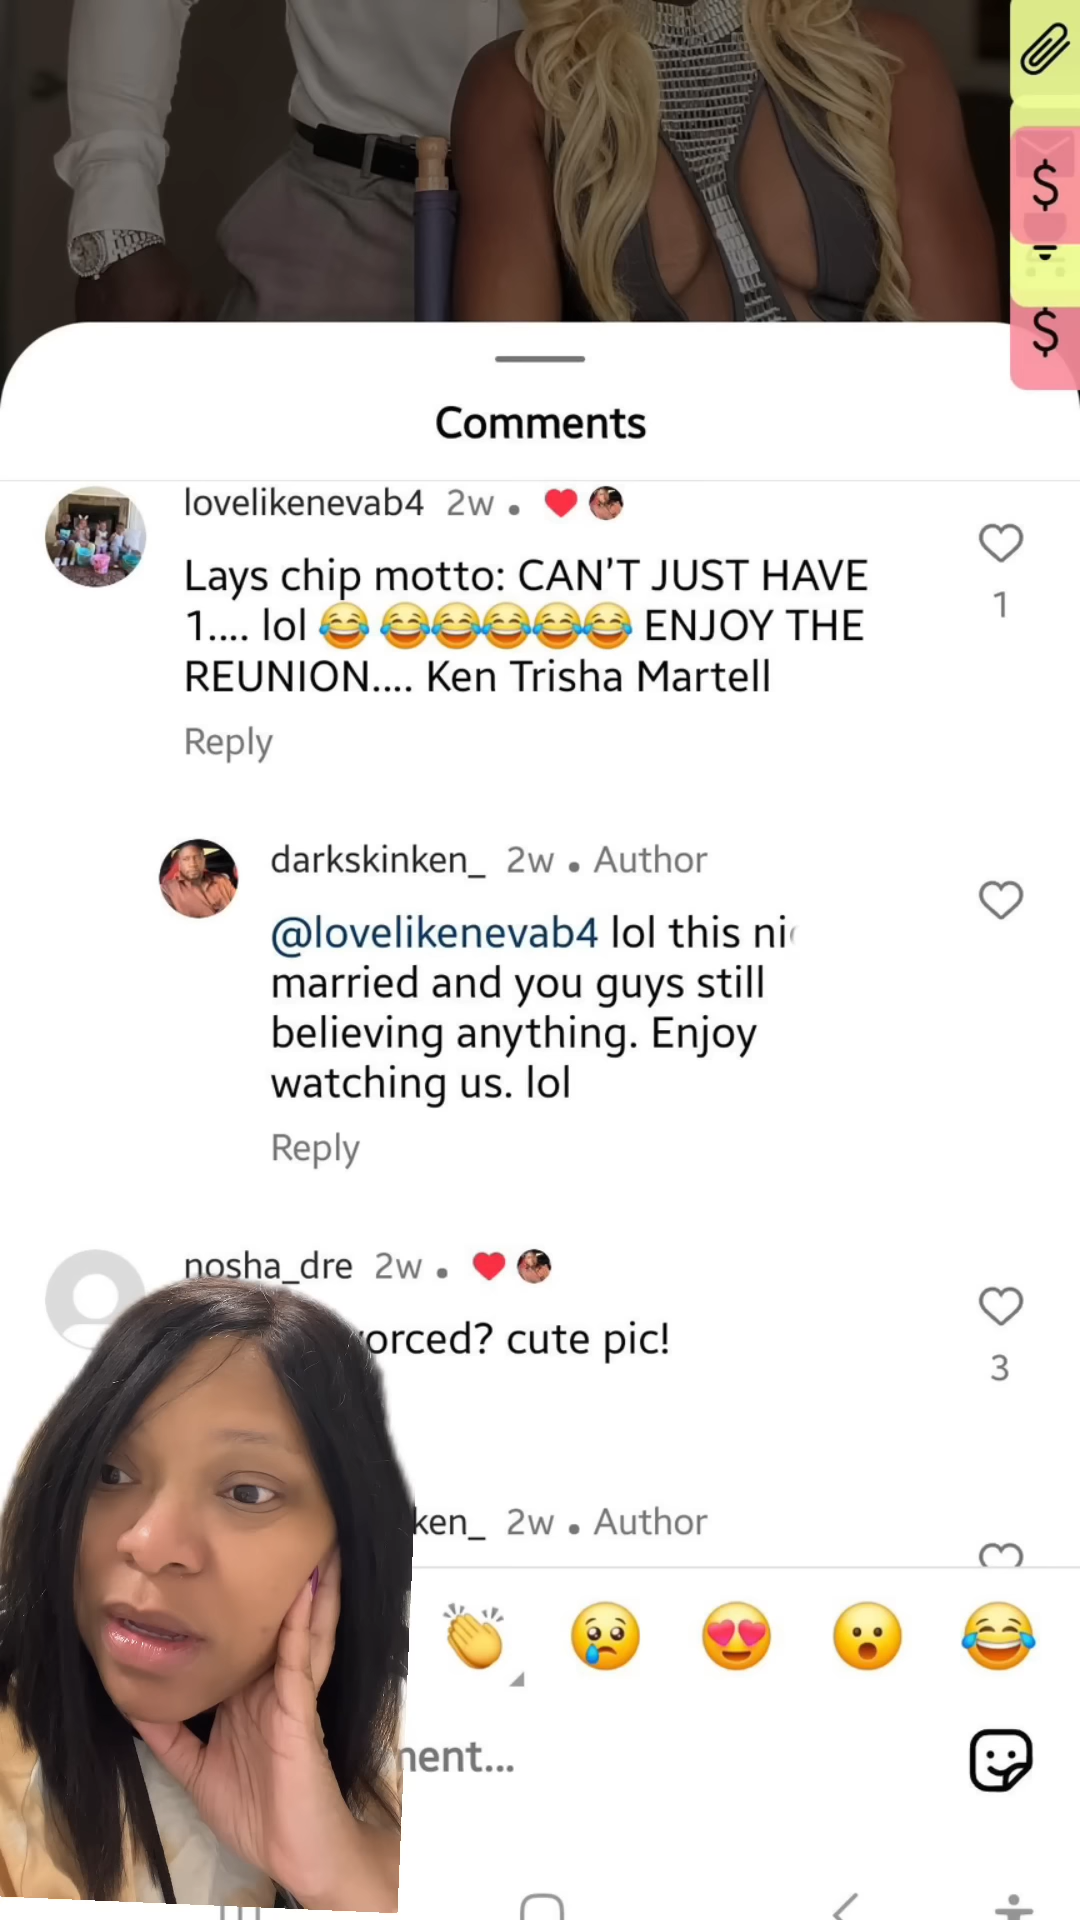 Comments
lovelikenevab4 2w.
Lays chip motto: CAN'T JUST HAVE
1.... lol 😂 😂😂😂😂😂 ENJOY THE
REUNION.... Ken Trisha Martell
1
Reply
darkskinken_ 2w • Author
@lovelikenevab4 lol this
married and you guys still
believing anything. Enjoy
watching us. lol
Reply
nosha_dre 2w.
cute pic!
3
ken_ 2w • Author
$
$